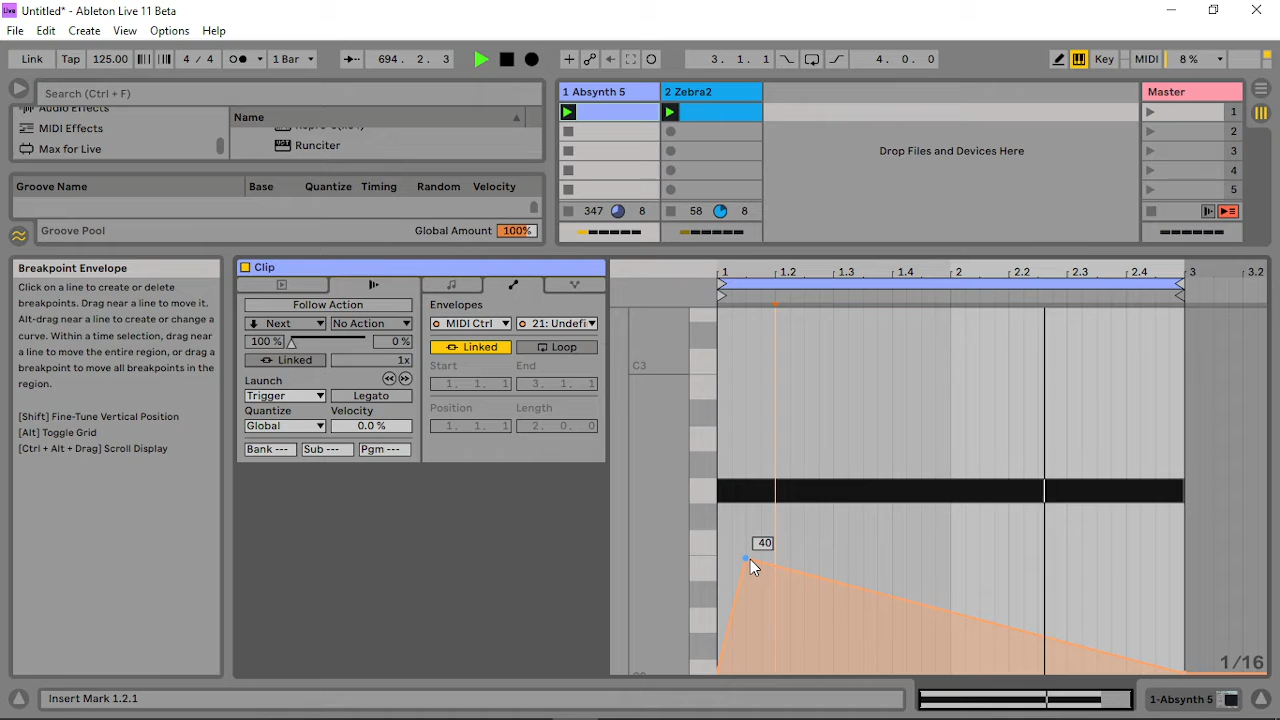 Live Untitled* - Ableton Live 11 Beta
File Edit Create View Options Help
Link Tap 125.00 4 / 4 1 Bar 694. 2. 3 3. 1. 1 4. 0. 0 Key MIDI 8 %
Search (Ctrl + F)
1 Absynth 5 2 Zebra2 Master
Name
MIDI Effects
Max for Live
Runciter
1
2
Drop Files and Devices Here 3
4
5
Groove Name Base Quantize Timing Random Velocity
347 8 58 8
Groove Pool Global Amount 100%
Breakpoint Envelope
Click on a line to create or delete
breakpoints. Drag near a line to move it.
Alt-drag near a line to create or change a
curve. Within a time selection, drag near
a line to move the entire region, or drag a
breakpoint to move all breakpoints in the
region.
[Shift] Fine-Tune Vertical Position
[Alt] Toggle Grid
[Ctrl + Alt + Drag] Scroll Display
Clip
Follow Action
Next No Action
100 % 0 %
Linked 1x
Launch
Trigger Legato
Quantize Velocity
Global 0.0 %
Bank --- Sub --- Pgm ---
Envelopes
MIDI Ctrl 21: Undefi
Linked Loop
Start End
1. 1. 1 3. 1. 1
Position Length
1. 1. 1 2. 0. 0
1 1.2 1.3 1.4 2 2.2 2.3 2.4 3 3.2
C3
40
1/16
Insert Mark 1.2.1
1-Absynth 5